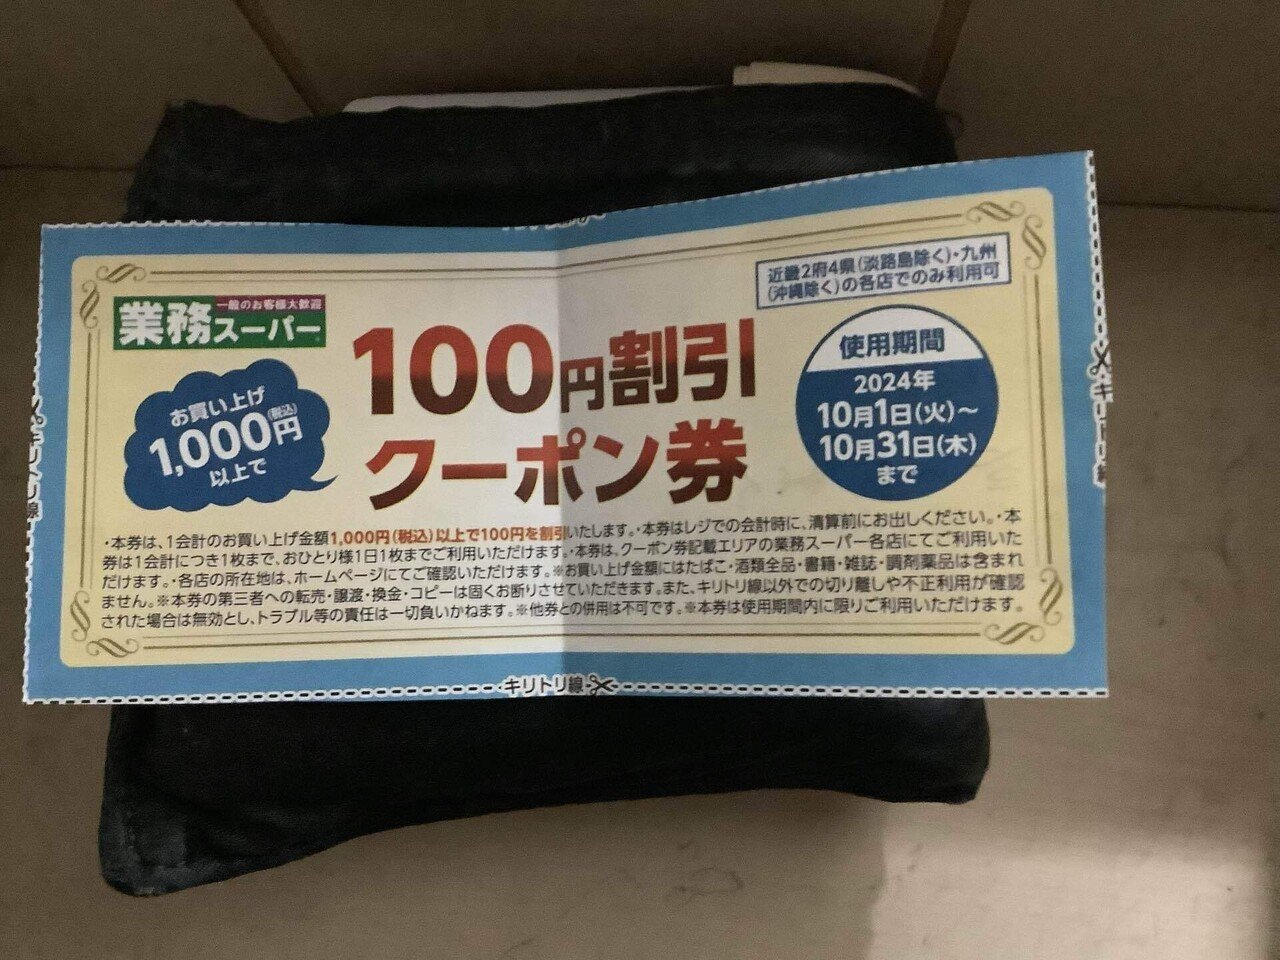 近畿2府4県(淡路島除く)・九州
(沖縄除く)の各店でのみ利用可
一般のお客様大歓迎
業務スーパー
お買い上げ
1,000円(税込)
以上で
100円割引
クーポン券
使用期間
2024年
10月1日(火)~
10月31日(木)
まで
・本券は、1会計のお買い上げ金額1,000円(税込)以上で100円を割引いたします。・本券はレジでの会計時に、清算前にお出しください。・本
券は1会計につき1枚まで、おひとり様1日1枚までご利用いただけます。・本券は、クーポン券記載エリアの業務スーパー各店にてご利用いた
だけます。・各店の所在地は、ホームページにてご確認いただけます。※お買い上げ金額にはたばこ・酒類全品・書籍・雑誌・調剤薬品は含まれ
ません。※本券の第三者への転売・譲渡・換金・コピーは固くお断りさせていただきます。また、キリトリ線以外での切り離しや不正利用が確認
された場合は無効とし、トラブル等の責任は一切負いかねます。※他券との併用は不可です。※本券は使用期間内に限りご利用いただけます。
キリトリ線